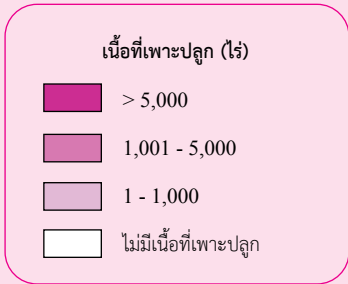 เนื้อที่เพาะปลูก (ไร่)
> 5,000
1,001 - 5,000
1 - 1,000
ไม่มีเนื้อที่เพาะปลูก